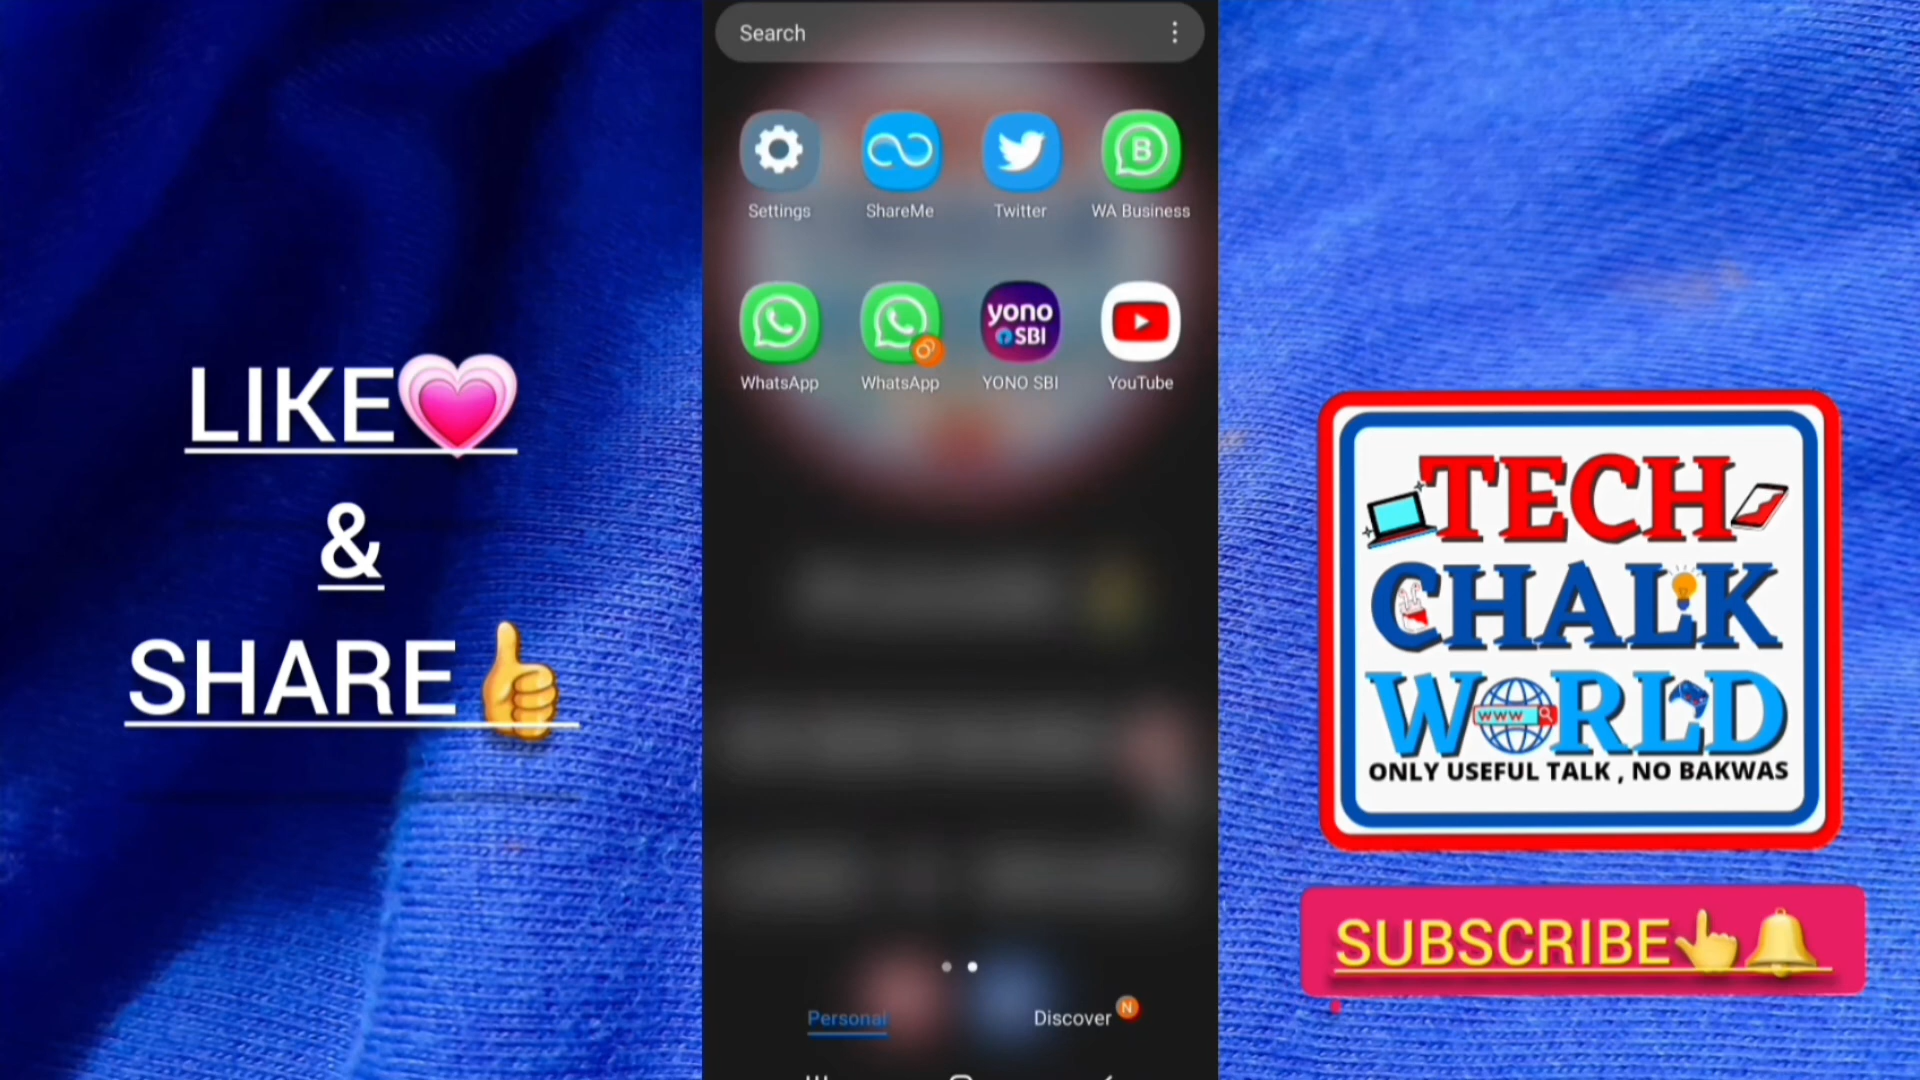 LIKE
&
SHARE
Search
Settings
ShareMe
Twitter
B
WA Business
WhatsApp
WhatsApp
yono
SBI
YONO SBI
YouTube
Personal
Discover
N
TECH
CHALK
WORLD
www
ONLY USEFUL TALK , NO BAKWAS
SUBSCRIBE